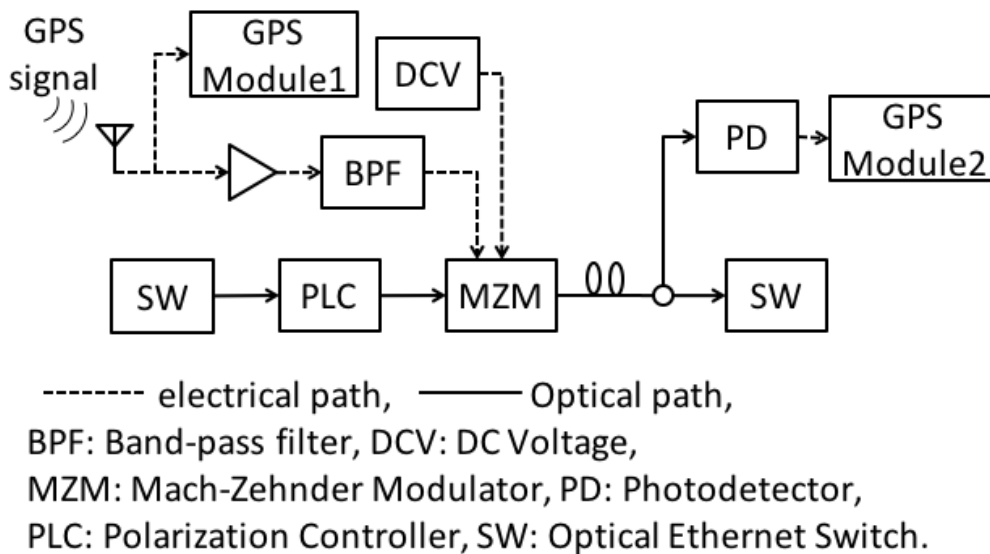 GPS
signal
GPS
Module1
DCV
BPF
PD
GPS
Module2
SW
PLC
MZM
SW
electrical path, Optical path,
BPF: Band-pass filter, DCV: DC Voltage,
MZM: Mach-Zehnder Modulator, PD: Photodetector,
PLC: Polarization Controller, SW: Optical Ethernet Switch.